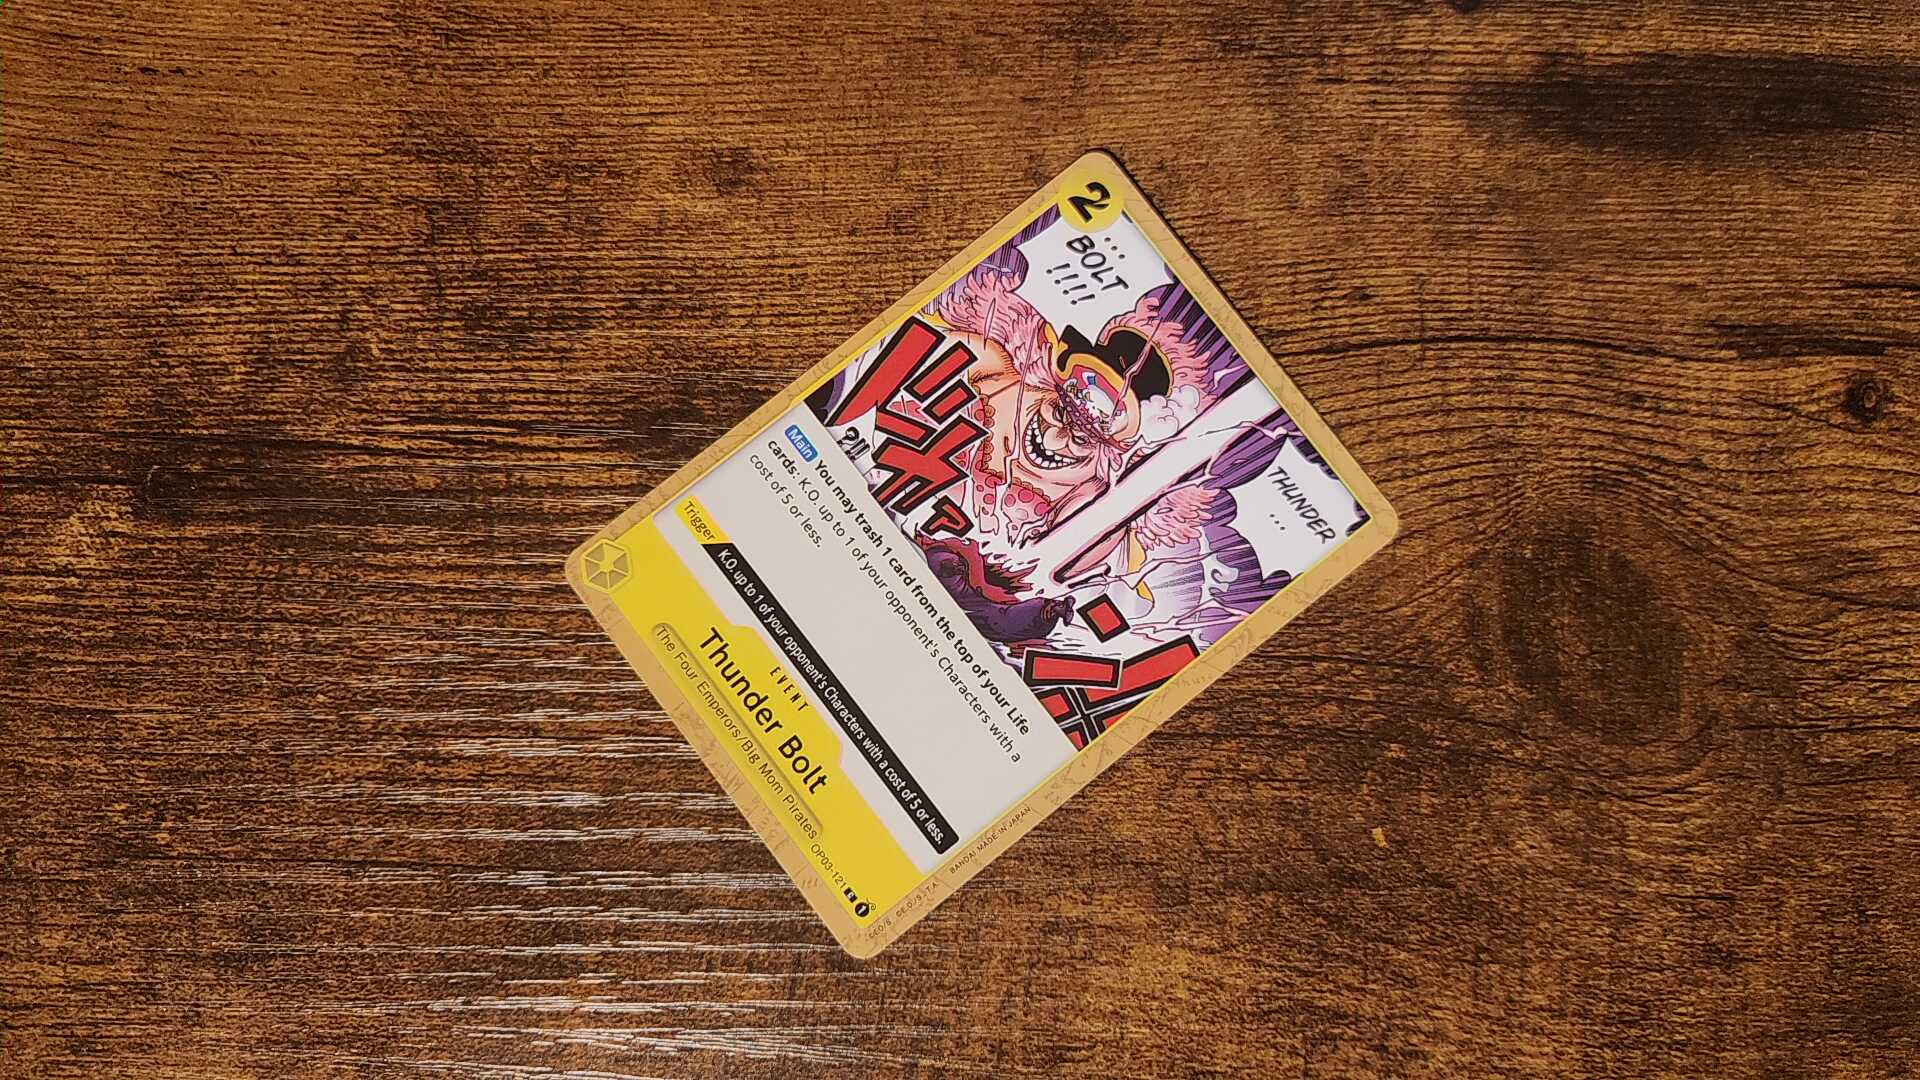 2
...
BOLT
!!!!
THUNDER
...
?!!
Main You may trash 1 card from the top of your Life
cards: K.O. up to 1 of your opponent's Characters with a
cost of 5 or less.
Trigger
K.O. up to 1 of your opponent's Characters with a cost of 5 or less.
EVENT
Thunder Bolt
The Four Emperors/Big Mom Pirates
OP03-121 C 1
BANDAI MADE IN JAPAN